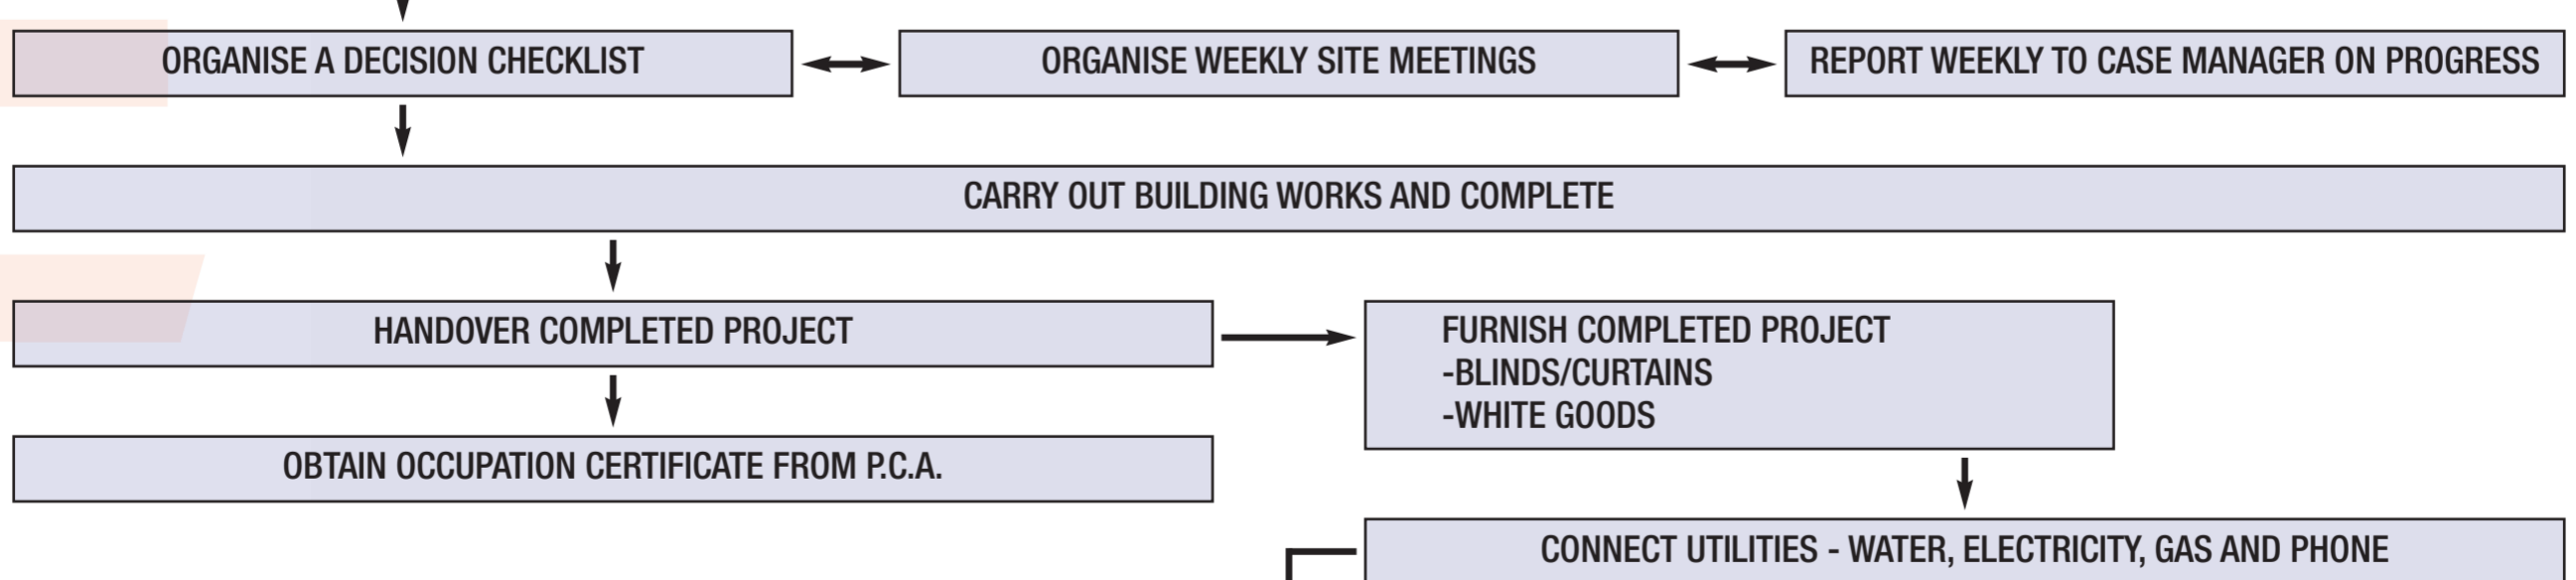 ORGANISE A DECISION CHECKLIST
ORGANISE WEEKLY SITE MEETINGS
REPORT WEEKLY TO CASE MANAGER ON PROGRESS
CARRY OUT BUILDING WORKS AND COMPLETE
HANDOVER COMPLETED PROJECT
FURNISH COMPLETED PROJECT
-BLINDS/CURTAINS
-WHITE GOODS
OBTAIN OCCUPATION CERTIFICATE FROM P.C.A.
CONNECT UTILITIES - WATER, ELECTRICITY, GAS AND PHONE